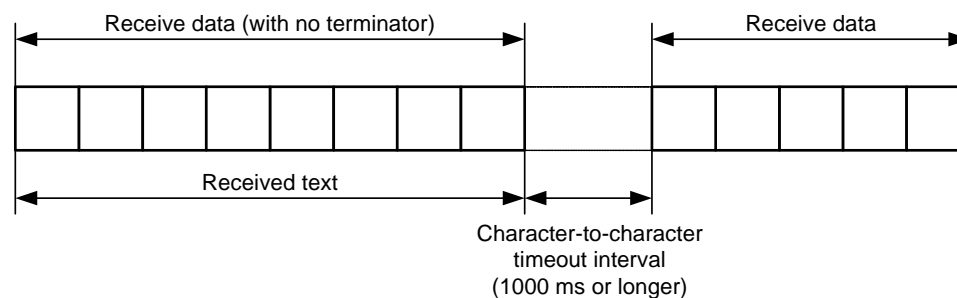 Receive data (with no terminator)
Receive data
Received text
Character-to-character
timeout interval
(1000 ms or longer)